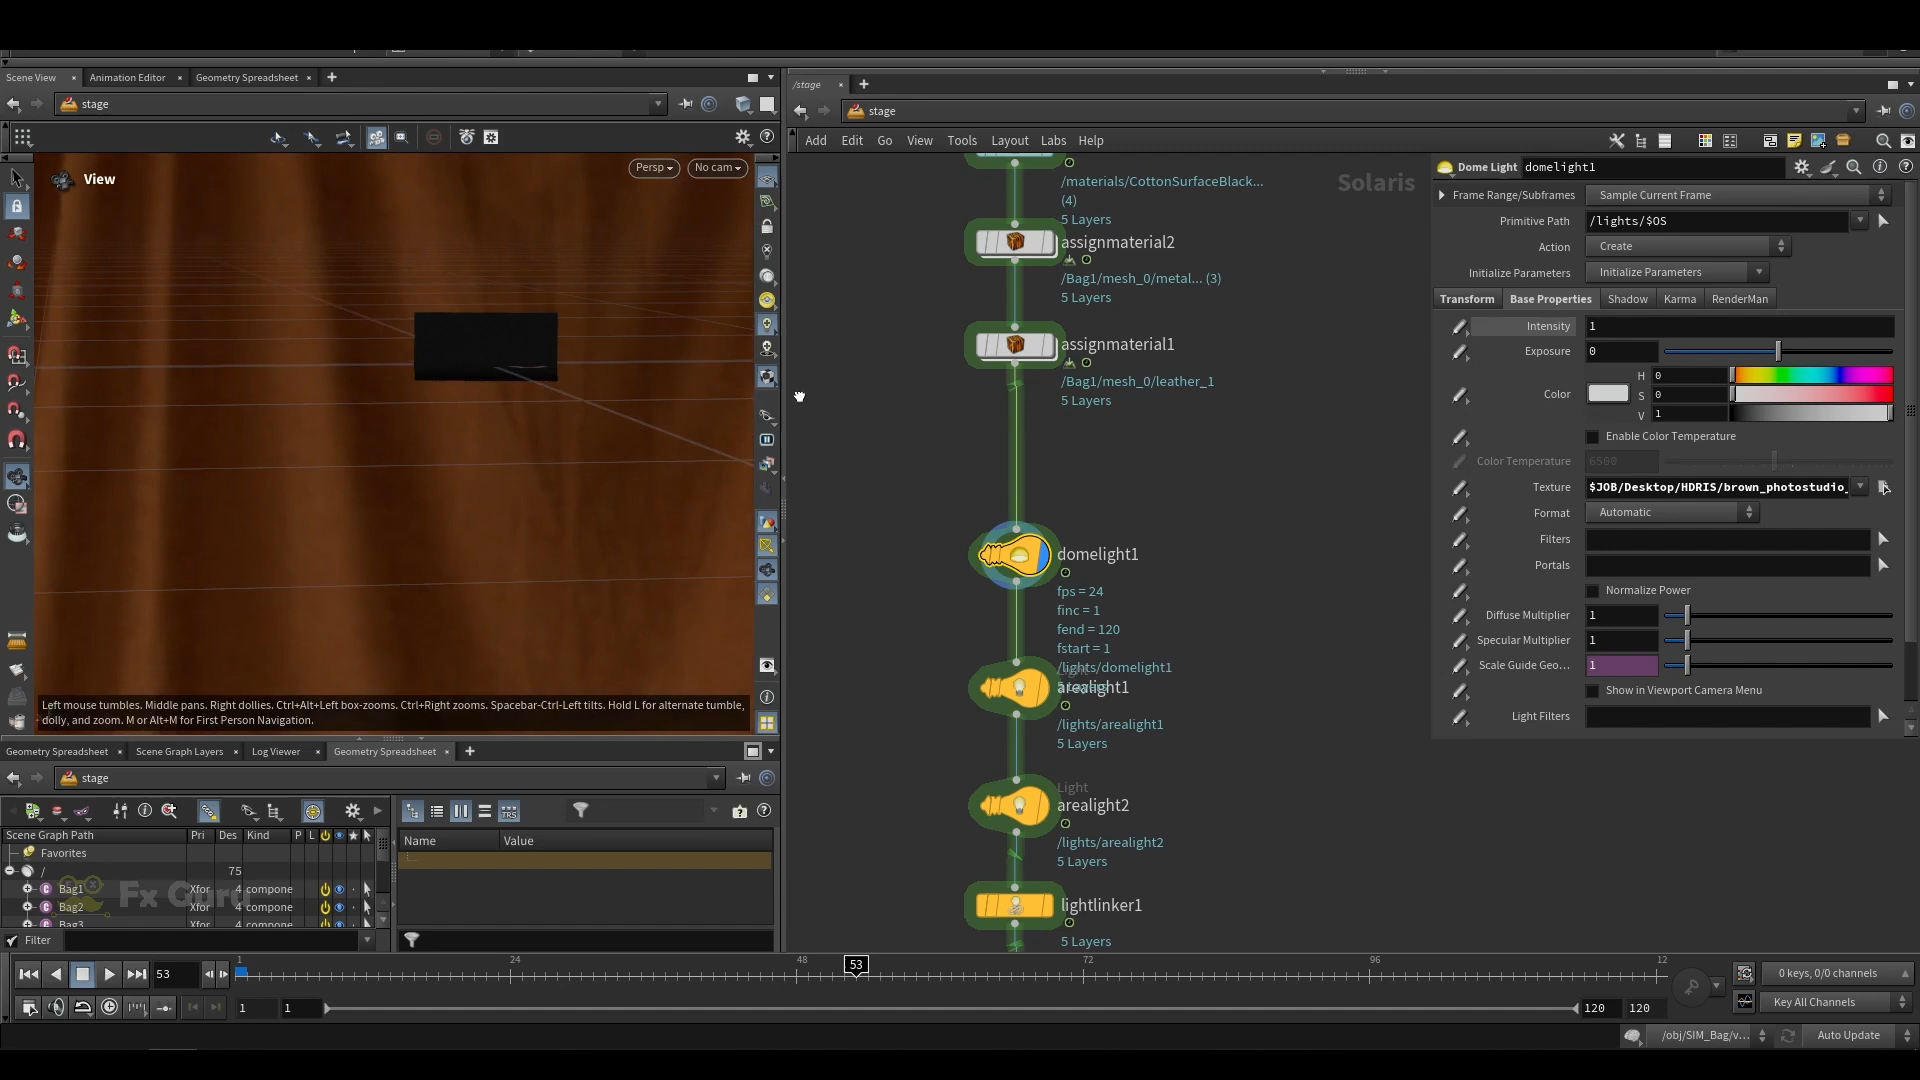 Scene View
Animation Editor
Geometry Spreadsheet
/stage
stage
stage
Add Edit Go View Tools Layout Labs Help
View
Persp
No cam
Left mouse tumbles. Middle pans. Right dollies. Ctrl+Alt+Left box-zooms. Ctrl+Right zooms. Spacebar-Ctrl-Left tilts. Hold L for alternate tumble,
dolly, and zoom. M or Alt+M for First Person Navigation.
Solaris
/materials/CottonSurfaceBlack...
(4)
5 Layers
assignmaterial2
/Bag1/mesh_0/metal... (3)
5 Layers
assignmaterial1
/Bag1/mesh_0/leather_1
5 Layers
domelight1
fps = 24
finc = 1
fend = 120
fstart = 1
/lights/domelight1
Light
arealight1
/lights/arealight1
5 Layers
Light
arealight2
/lights/arealight2
5 Layers
lightlinker1
5 Layers
Dome Light domelight1
Frame Range/Subframes Sample Current Frame
Primitive Path /lights/$OS
Action Create
Initialize Parameters Initialize Parameters
Transform Base Properties Shadow Karma RenderMan
Intensity 1
Exposure 0
Color H 0
S 0
V 1
Enable Color Temperature
Color Temperature 6500
Texture $JOB/Desktop/HDRIS/brown_photostudio_
Format Automatic
Filters
Portals
Normalize Power
Diffuse Multiplier 1
Specular Multiplier 1
Scale Guide Geo... 1
Show in Viewport Camera Menu
Light Filters
Geometry Spreadsheet
Scene Graph Layers
Log Viewer
Geometry Spreadsheet
stage
TRS
Scene Graph Path Pri Des Kind P L
Name Value
Favorites
/ 75
Bag1 Xfor 4 compone
Bag2 Xfor 4 compone
Bag3 Xfor 4 compone
Fx Guru
Filter
53
1 24 48 53 72 96 12
0 keys, 0/0 channels
1 1 120 120
Key All Channels
/obj/SIM_Bag/v...
Auto Update